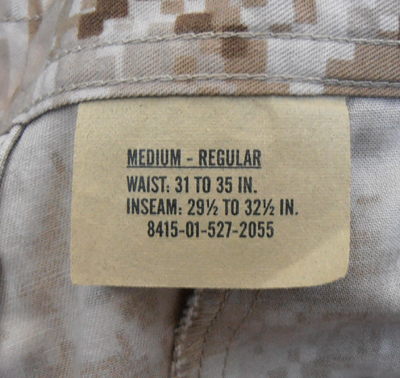 MEDIUM - REGULAR
WAIST: 31 TO 35 IN.
INSEAM: 29½ TO 32½ IN.
8415-01-527-2055